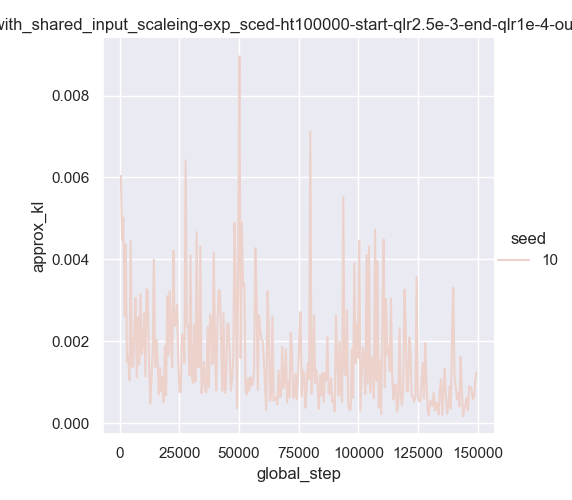 with_shared_input_scaleing-exp_sced-ht100000-start-qlr2.5e-3-end-qlr1e-4-ou
0.008
0.006
0.004
0.002
0.000
approx_kl
0 25000 50000 75000 100000 125000 150000
global_step
seed
10